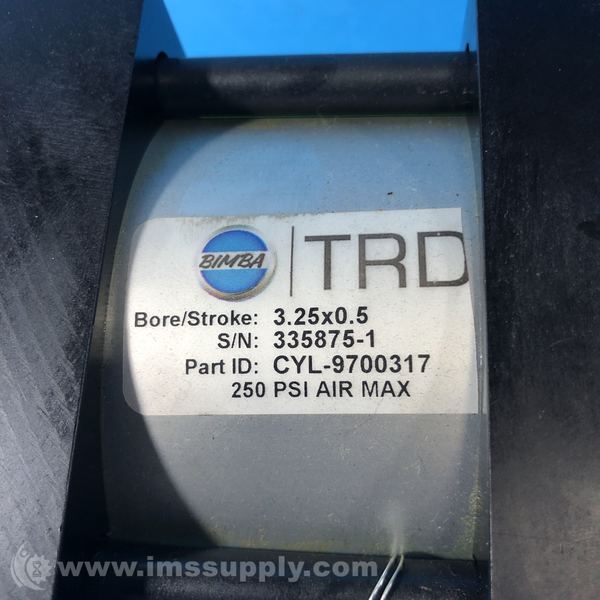 BIMBA TRD
Bore/Stroke: 3.25x0.5
S/N: 335875-1
Part ID: CYL-9700317
250 PSI AIR MAX
www.imssupply.com